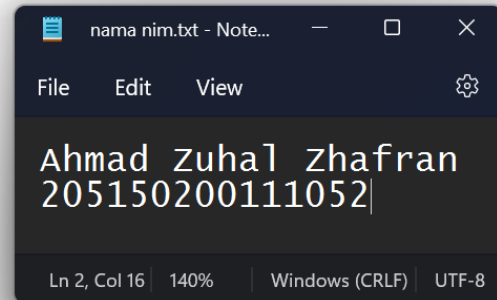 nama nim.txt - Note...
File Edit View
Ahmad Zuhal Zhafran
205150200111052
Ln 2, Col 16 140% Windows (CRLF) UTF-8